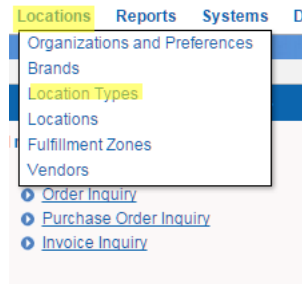 Locations Reports Systems D
Organizations and Preferences
Brands
Location Types
Locations
Fulfillment Zones
Vendors
Order Inquiry
Purchase Order Inquiry
Invoice Inquiry